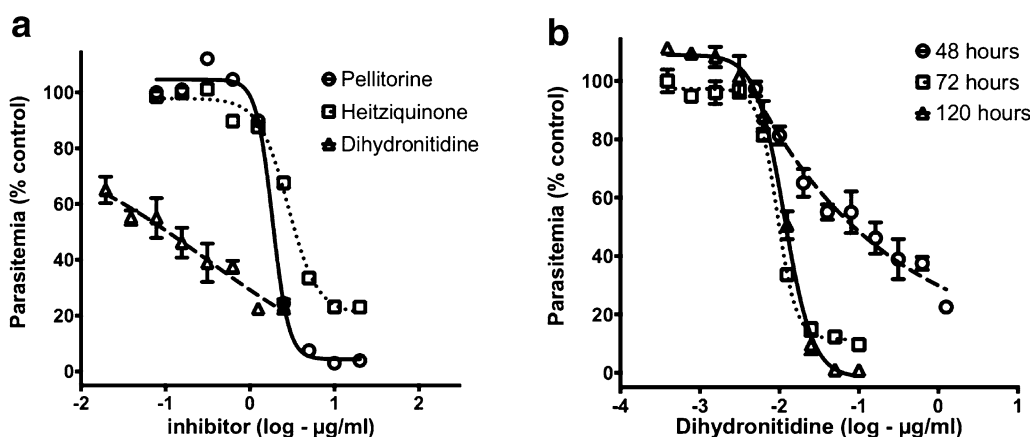 a
Pellitorine
Heitziquinone
Dihydronitidine
Parasitemia (% control)
100
80
60
40
20
0
-2 -1 0 1 2
inhibitor (log - µg/ml)
b
48 hours
72 hours
120 hours
Parasitemia (% control)
100
80
60
40
20
0
-4 -3 -2 -1 0 1
Dihydronitidine (log - µg/ml)